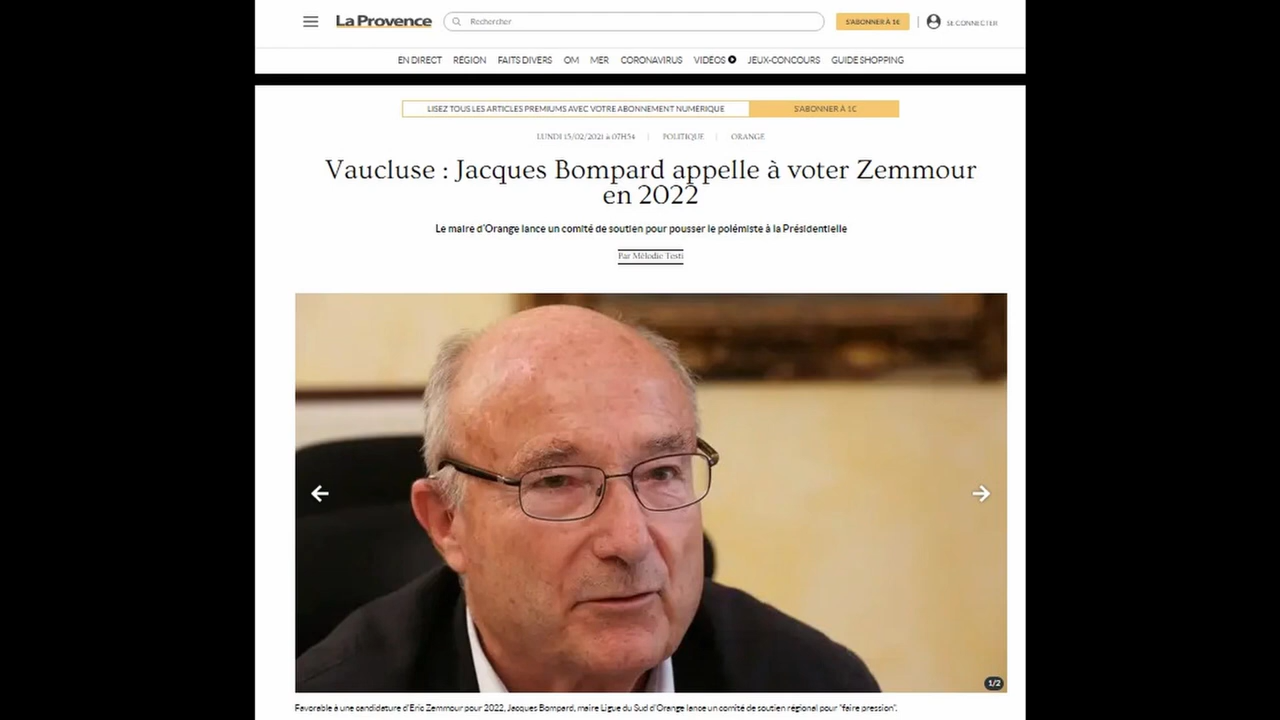 La Provence
Rechercher
S'ABONNER À 1€
SE CONNECTER
EN DIRECT RÉGION FAITS DIVERS OM MER CORONAVIRUS VIDÉOS JEUX-CONCOURS GUIDE SHOPPING
LISEZ TOUS LES ARTICLES PREMIUMS AVEC VOTRE ABONNEMENT NUMÉRIQUE S'ABONNER À 1€
LUNDI 15/02/2021 à 07H54 | POLITIQUE | ORANGE
Vaucluse : Jacques Bompard appelle à voter Zemmour
en 2022
Le maire d'Orange lance un comité de soutien pour pousser le polémiste à la Présidentielle
Par Mélodie Testi
1/2
Favorable à une candidature d'Eric Zemmour pour 2022, Jacques Bompard, maire Ligue du Sud d'Orange lance un comité de soutien régional pour "faire pression".